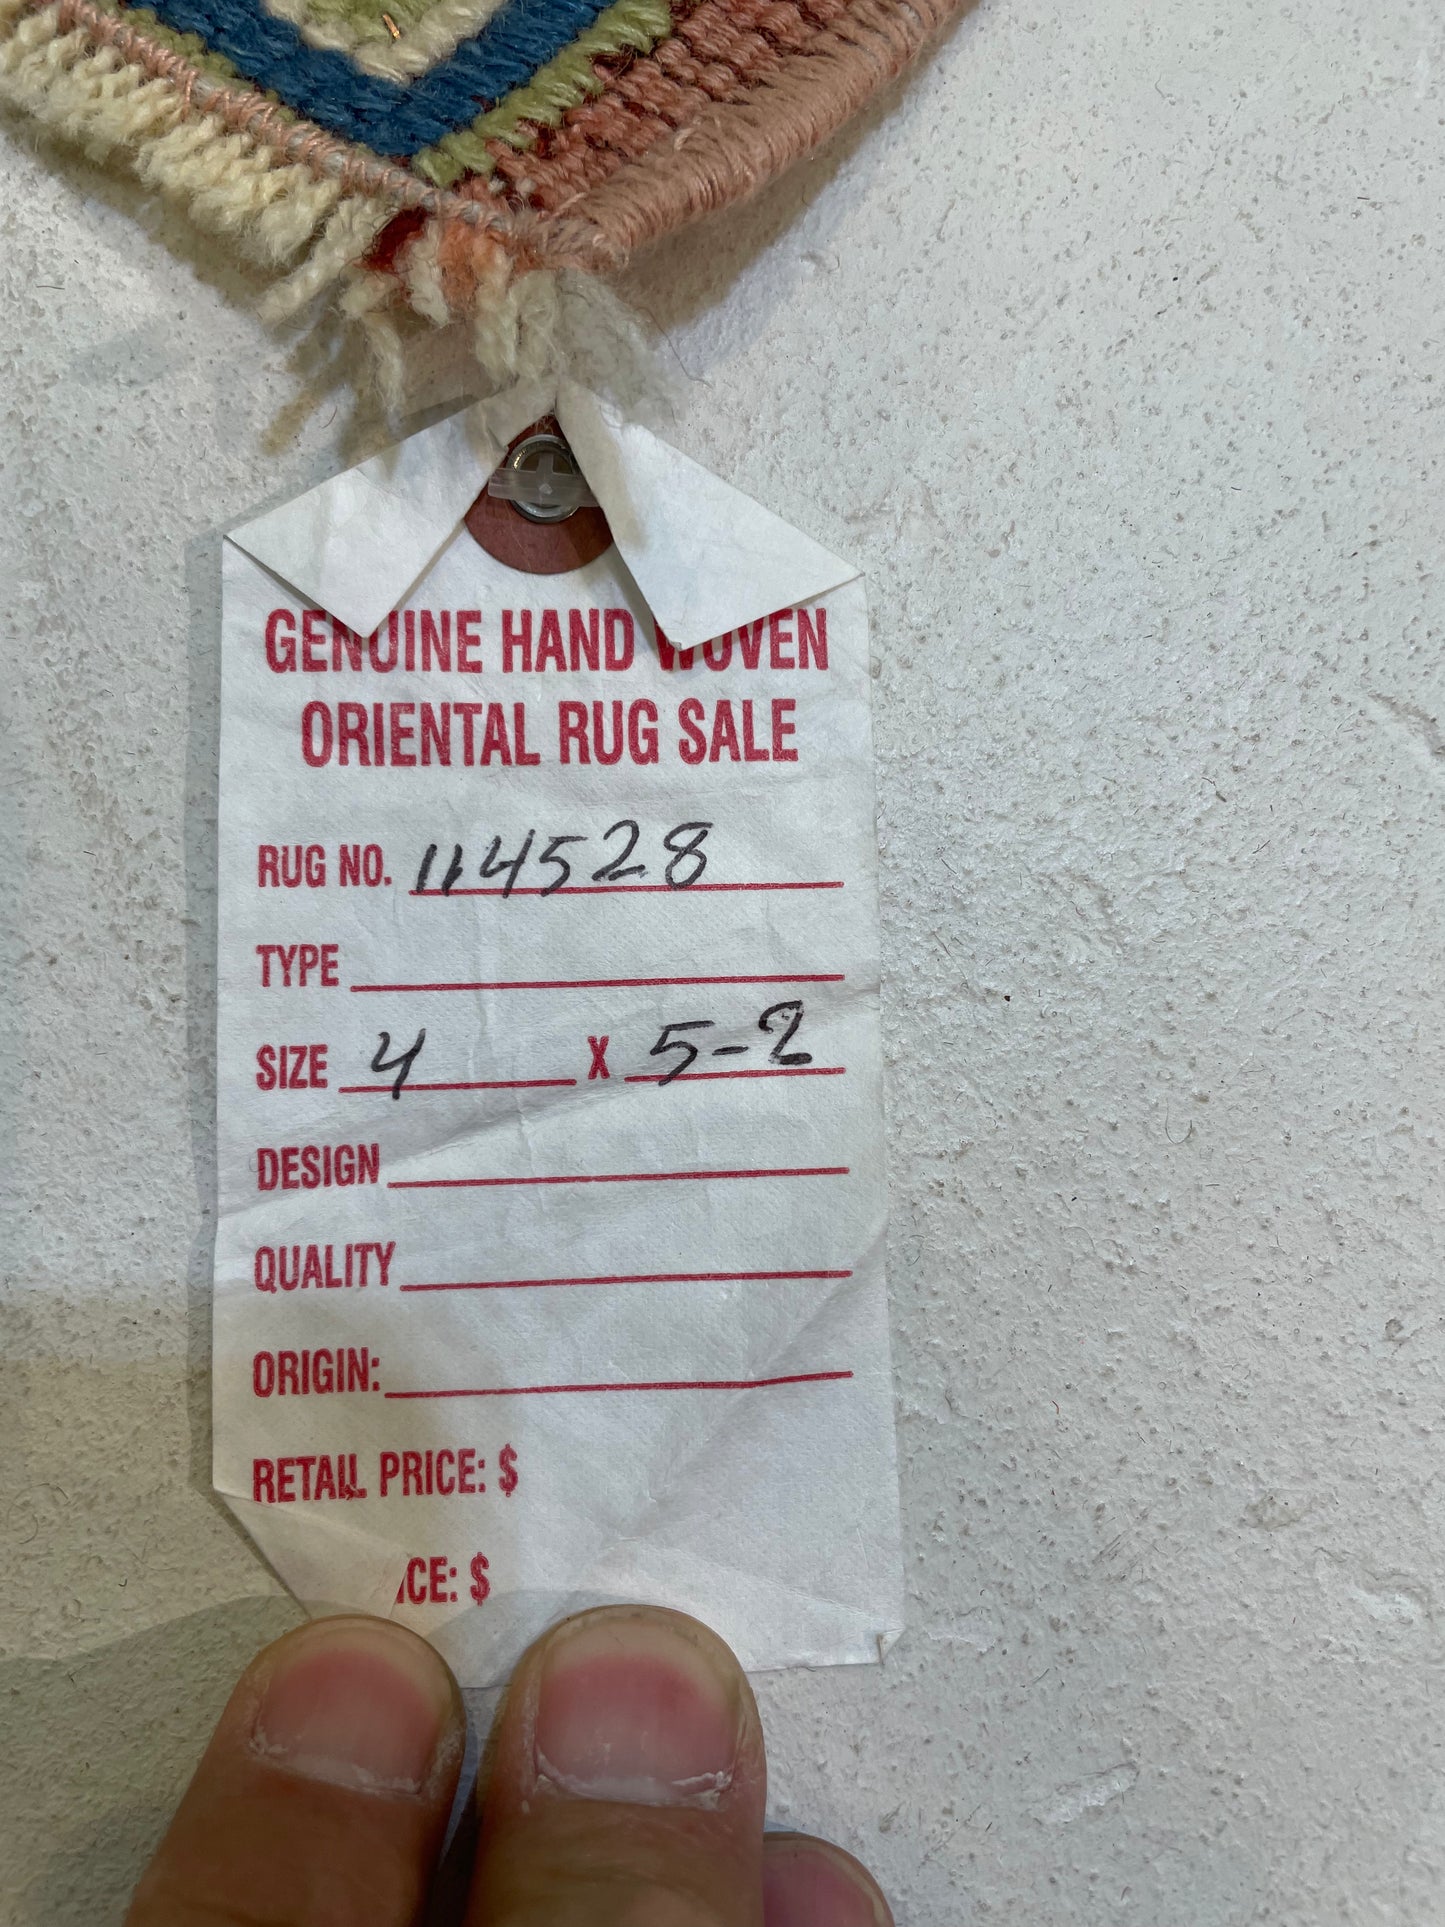 GENUINE HAND WOVEN
ORIENTAL RUG SALE
RUG NO. 114528
TYPE
SIZE 4 X 5-2
DESIGN
QUALITY
ORIGIN:
RETAIL PRICE: $
ICE: $